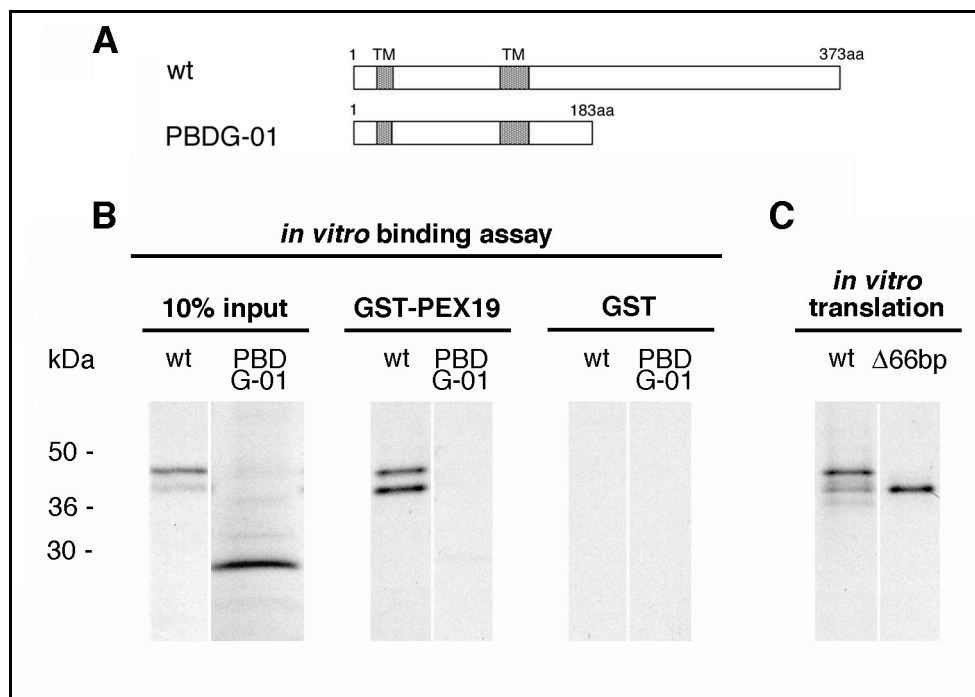 A
1 TM TM 373aa
wt
1 183aa
PBDG-01
B
C
in vitro binding assay
in vitro
translation
10% input GST-PEX19 GST
kDa wt PBD
G-01 wt PBD
G-01 wt PBD
G-01 wt Δ66bp
50 -
36 -
30 -